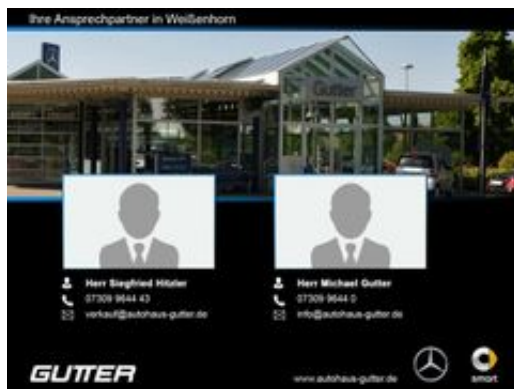 Ihre Ansprechpartner in Weißenhorn
Gutter
Herr Siegfried Hitzler
07309 9644 43
verkauf@autohaus-gutter.de
Herr Michael Gutter
07309 9644 0
info@autohaus-gutter.de
GUTTER
www.autohaus-gutter.de
smart